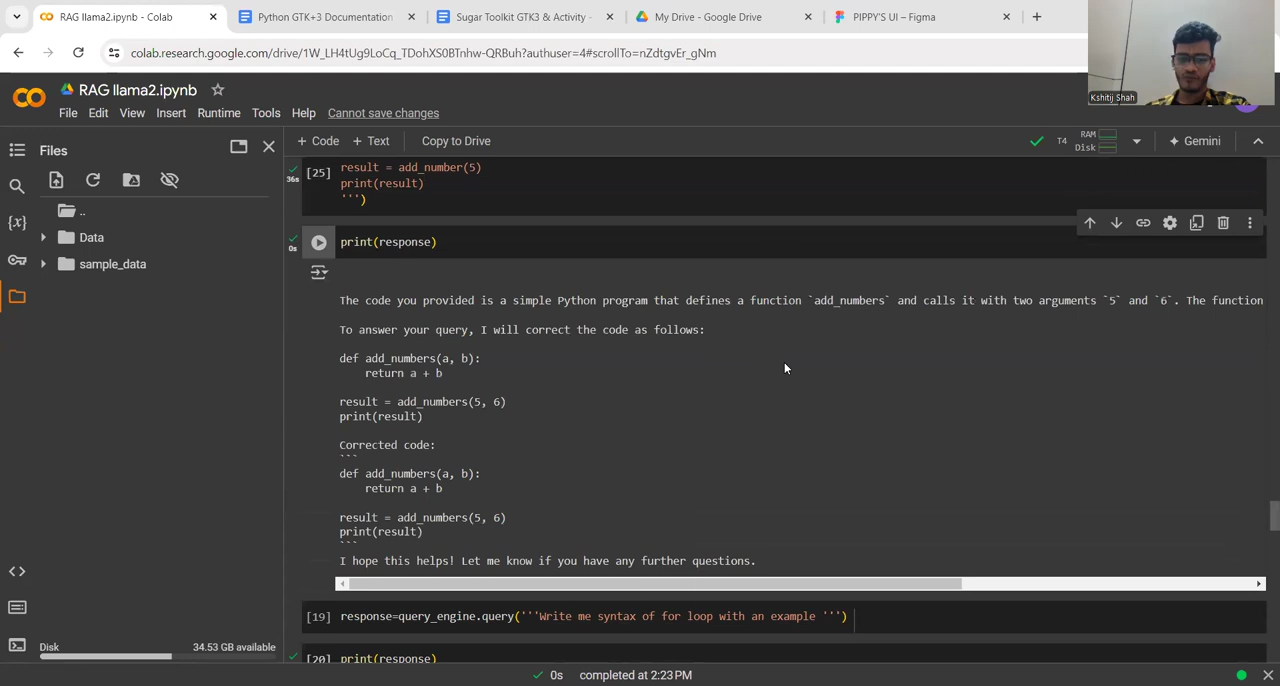 RAG llama2.ipynb - Colab
Python GTK+3 Documentation
Sugar Toolkit GTK3 & Activity -
My Drive - Google Drive
PIPPY'S UI – Figma
colab.research.google.com/drive/1W_LH4tUg9LoCq_TDohXS0BTnhw-QRBuh?authuser=4#scrollTo=nZdtgvEr_gNm
Kshitij Shah
RAG llama2.ipynb
File Edit View Insert Runtime Tools Help Cannot save changes
Files
+ Code + Text Copy to Drive
T4 RAM Disk
Gemini
..
Data
sample_data
[25] result = add_number(5)
36s
print(result)
''')
print(response)
0s
The code you provided is a simple Python program that defines a function `add_numbers` and calls it with two arguments `5` and `6`. The function
To answer your query, I will correct the code as follows:
def add_numbers(a, b):
return a + b
result = add_numbers(5, 6)
print(result)
Corrected code:
```
def add_numbers(a, b):
return a + b
result = add_numbers(5, 6)
print(result)
```
I hope this helps! Let me know if you have any further questions.
[19] response=query_engine.query('''Write me syntax of for loop with an example ''')
[20] print(response)
Disk 34.53 GB available
0s completed at 2:23 PM